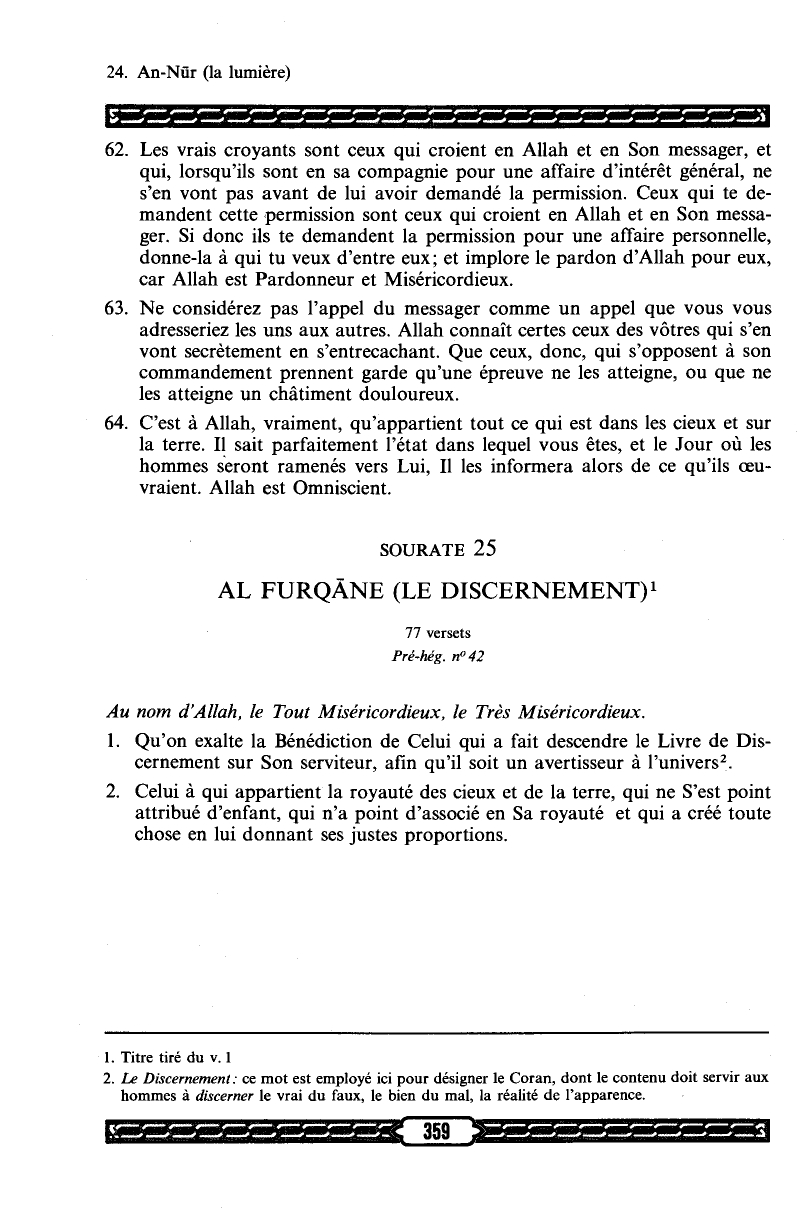 24. An-Nūr (la lumière)
62. Les vrais croyants sont ceux qui croient en Allah et en Son messager, et
qui, lorsqu'ils sont en sa compagnie pour une affaire d'intérêt général, ne
s'en vont pas avant de lui avoir demandé la permission. Ceux qui te de-
mandent cette permission sont ceux qui croient en Allah et en Son messa-
ger. Si donc ils te demandent la permission pour une affaire personnelle,
donne-la à qui tu veux d'entre eux; et implore le pardon d'Allah pour eux,
car Allah est Pardonneur et Miséricordieux.
63. Ne considérez pas l'appel du messager comme un appel que vous vous
adresseriez les uns aux autres. Allah connaît certes ceux des vôtres qui s'en
vont secrètement en s'entrecachant. Que ceux, donc, qui s'opposent à son
commandement prennent garde qu'une épreuve ne les atteigne, ou que ne
les atteigne un châtiment douloureux.
64. C'est à Allah, vraiment, qu'appartient tout ce qui est dans les cieux et sur
la terre. Il sait parfaitement l'état dans lequel vous êtes, et le Jour où les
hommes seront ramenés vers Lui, Il les informera alors de ce qu'ils œu-
vraient. Allah est Omniscient.
SOURATE 25
AL FURQĀNE (LE DISCERNEMENT)¹
77 versets
Pré-hég. nº 42
Au nom d'Allah, le Tout Miséricordieux, le Très Miséricordieux.
1. Qu'on exalte la Bénédiction de Celui qui a fait descendre le Livre de Dis-
cernement sur Son serviteur, afin qu'il soit un avertisseur à l'univers².
2. Celui à qui appartient la royauté des cieux et de la terre, qui ne S'est point
attribué d'enfant, qui n'a point d'associé en Sa royauté et qui a créé toute
chose en lui donnant ses justes proportions.
1. Titre tiré du v. 1
2. Le Discernement: ce mot est employé ici pour désigner le Coran, dont le contenu doit servir aux
hommes à discerner le vrai du faux, le bien du mal, la réalité de l'apparence.
359